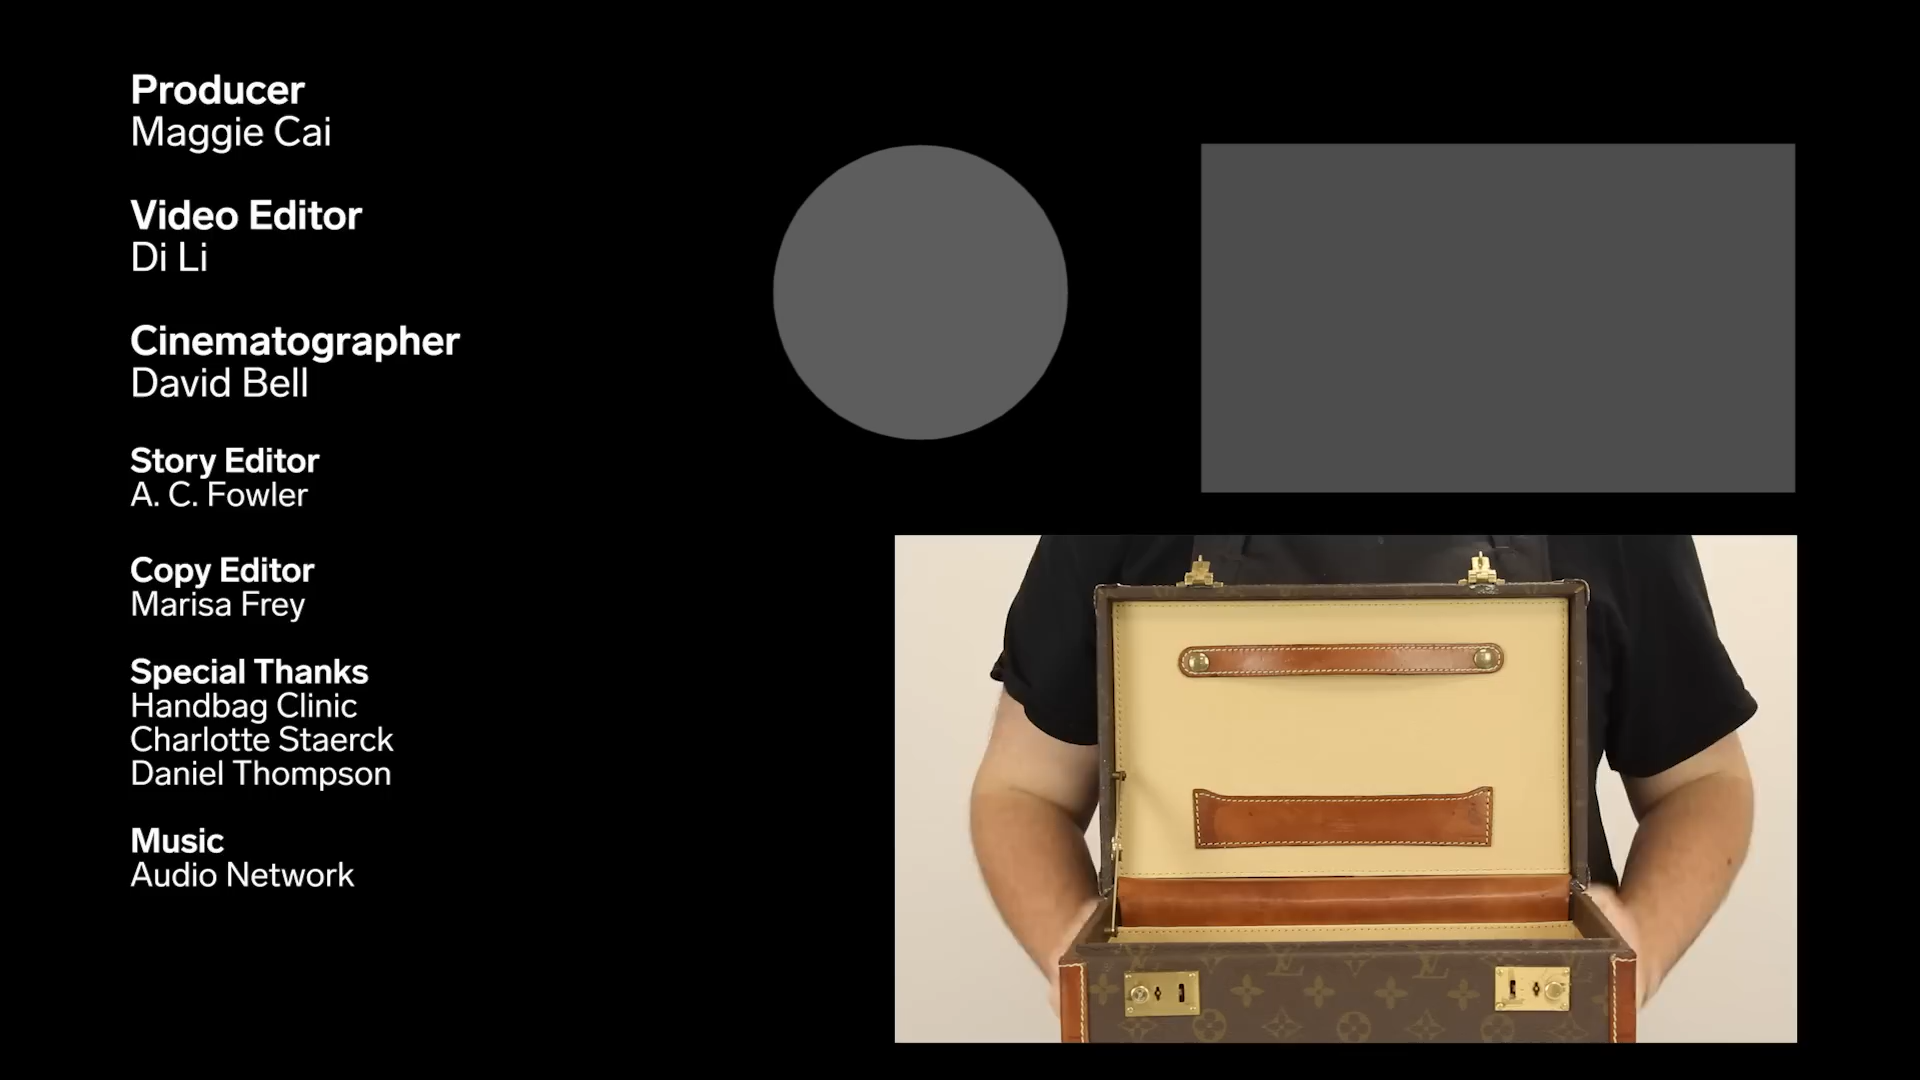 Producer
Maggie Cai
Video Editor
Di Li
Cinematographer
David Bell
Story Editor
A. C. Fowler
Copy Editor
Marisa Frey
Special Thanks
Handbag Clinic
Charlotte Staerck
Daniel Thompson
Music
Audio Network